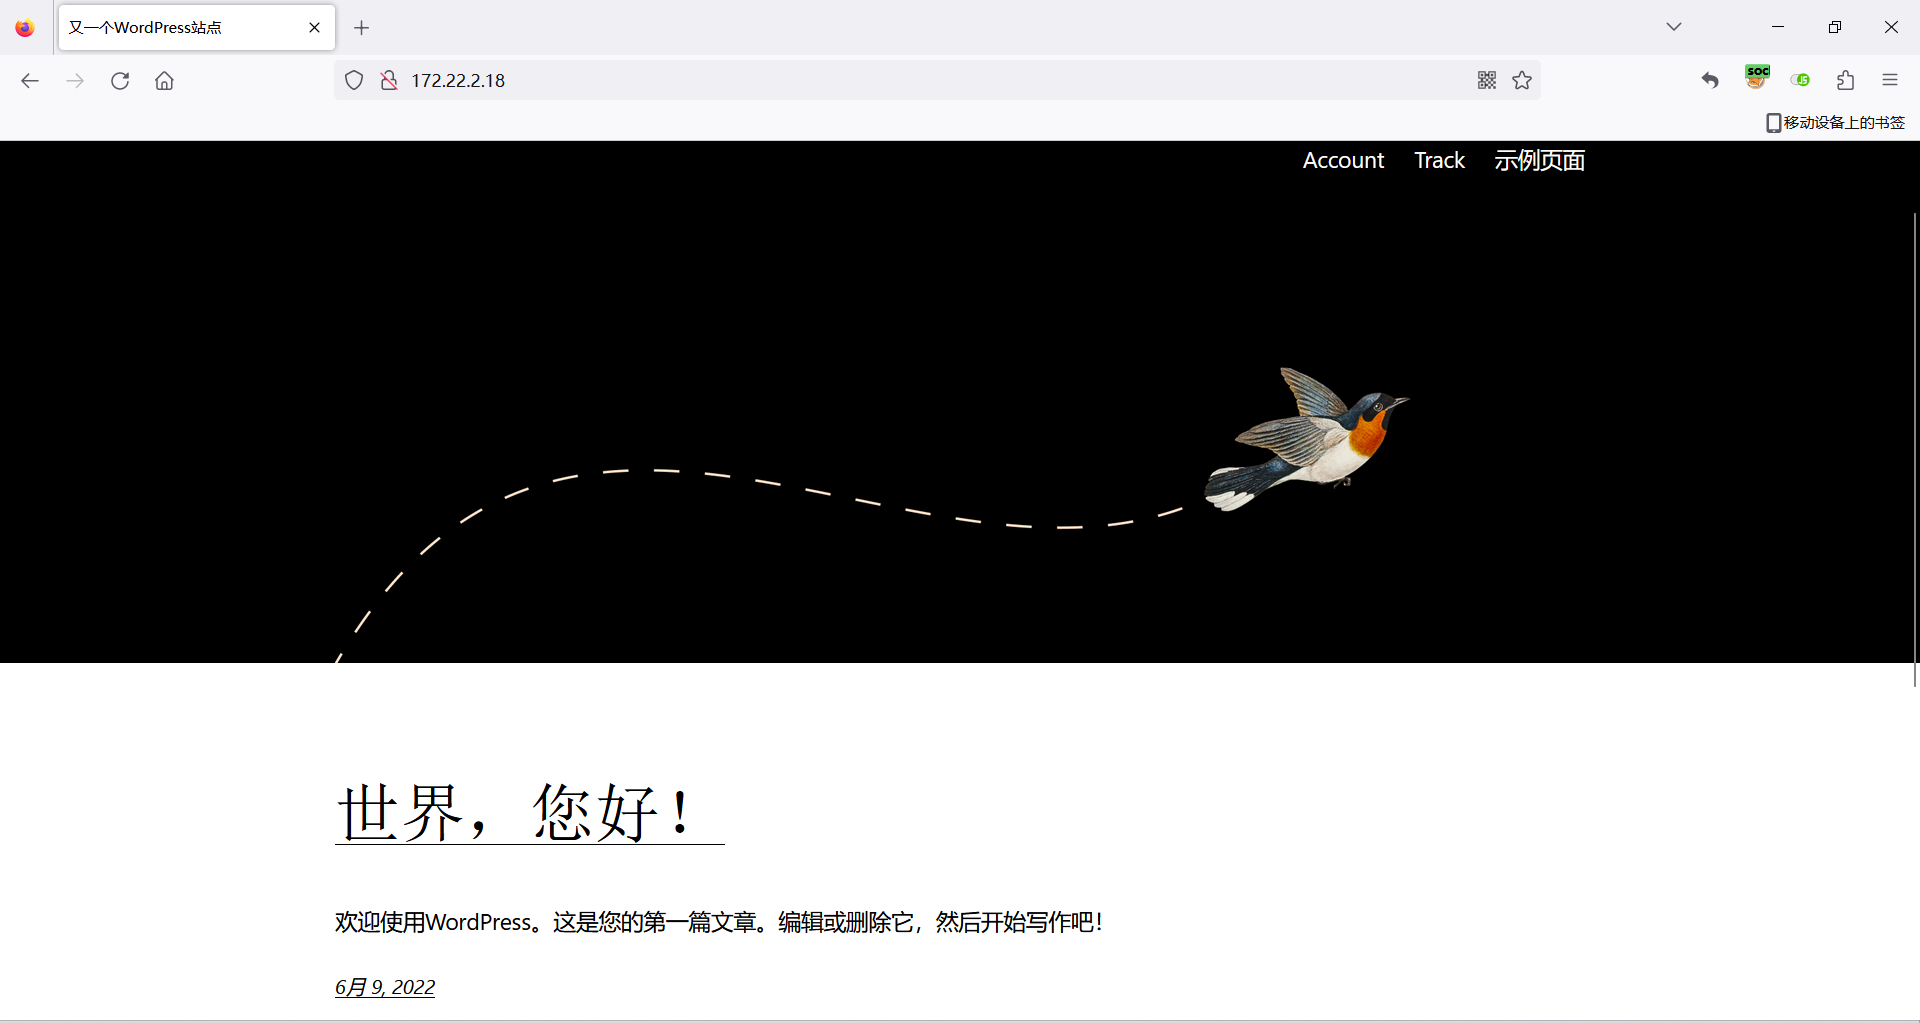 又一个WordPress站点
172.22.2.18
SOC
JS
移动设备上的书签
Account Track 示例页面
世界，您好！
欢迎使用WordPress。这是您的第一篇文章。编辑或删除它，然后开始写作吧！
6月 9, 2022